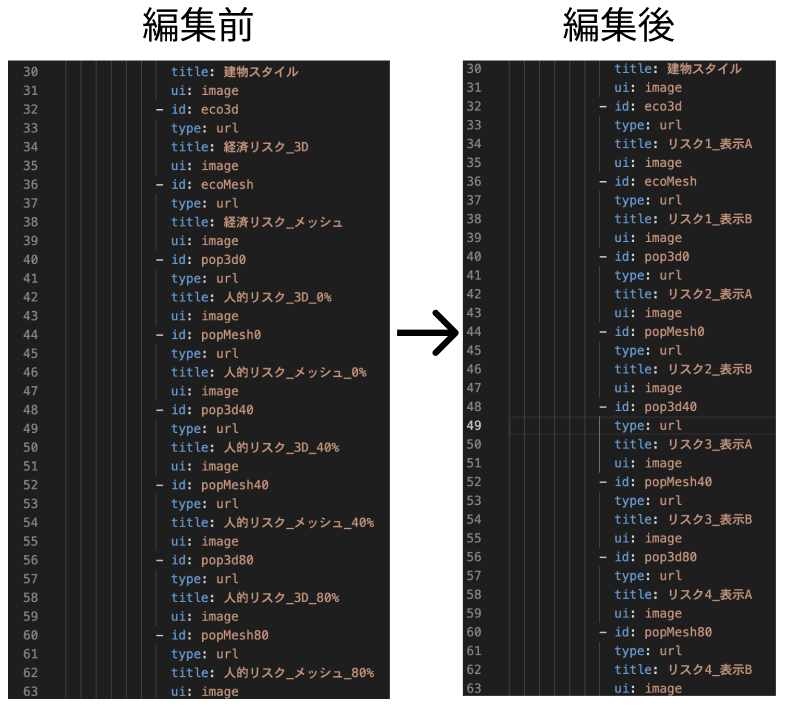 編集前
30 title: 建物スタイル
31 ui: image
32 - id: eco3d
33 type: url
34 title: 経済リスク_3D
35 ui: image
36 - id: ecoMesh
37 type: url
38 title: 経済リスク_メッシュ
39 ui: image
40 - id: pop3d0
41 type: url
42 title: 人的リスク_3D_0%
43 ui: image
44 - id: popMesh0
45 type: url
46 title: 人的リスク_メッシュ_0%
47 ui: image
48 - id: pop3d40
49 type: url
50 title: 人的リスク_3D_40%
51 ui: image
52 - id: popMesh40
53 type: url
54 title: 人的リスク_メッシュ_40%
55 ui: image
56 - id: pop3d80
57 type: url
58 title: 人的リスク_3D_80%
59 ui: image
60 - id: popMesh80
61 type: url
62 title: 人的リスク_メッシュ_80%
63 ui: image
編集後
30 title: 建物スタイル
31 ui: image
32 - id: eco3d
33 type: url
34 title: リスク1_表示A
35 ui: image
36 - id: ecoMesh
37 type: url
38 title: リスク1_表示B
39 ui: image
40 - id: pop3d0
41 type: url
42 title: リスク2_表示A
43 ui: image
44 - id: popMesh0
45 type: url
46 title: リスク2_表示B
47 ui: image
48 - id: pop3d40
49 type: url
50 title: リスク3_表示A
51 ui: image
52 - id: popMesh40
53 type: url
54 title: リスク3_表示B
55 ui: image
56 - id: pop3d80
57 type: url
58 title: リスク4_表示A
59 ui: image
60 - id: popMesh80
61 type: url
62 title: リスク4_表示B
63 ui: image